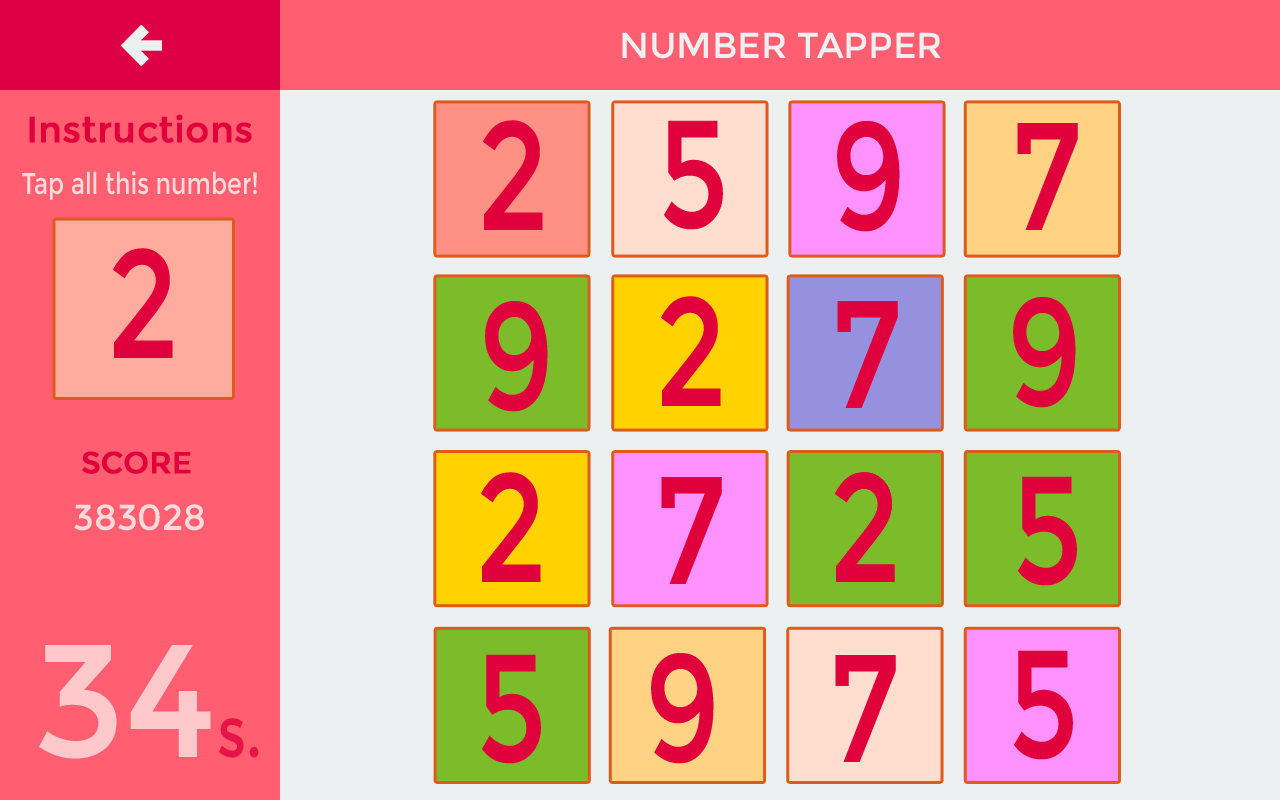 NUMBER TAPPER
Instructions
Tap all this number!
2
SCORE
383028
34s.
2 5 9 7
9 2 7 9
2 7 2 5
5 9 7 5